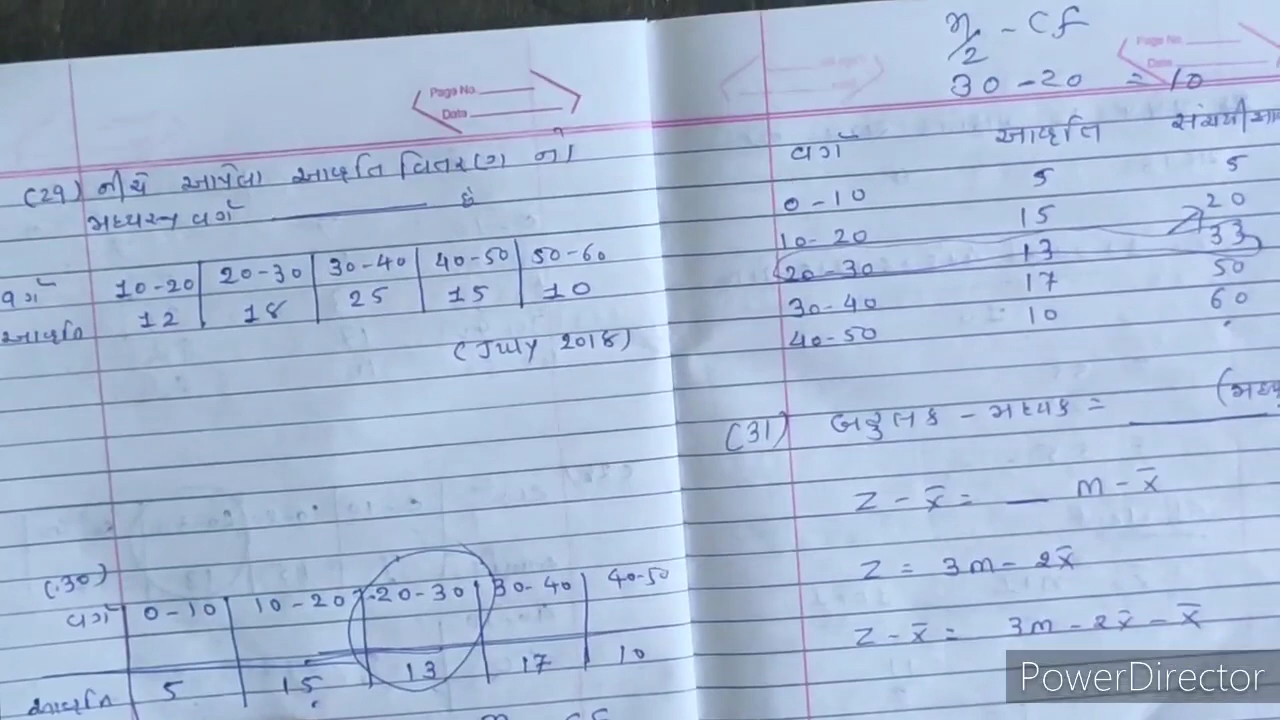 Page No.
Date
(29) નીચે આપેલા આવૃત્તિ વિતરણ નો
મધ્યસ્થ વર્ગ ______ છે
વર્ગ 10-20 20-30 30-40 40-50 50-60
આવૃત્તિ 12 18 25 15 10
(July 2018)
(30)
વર્ગ 0-10 10-20 20-30 30-40 40-50
આવૃત્તિ 5 15 13 17 10
n/2 - cf
Page No.
Date
30-20 = 10
વર્ગ આવૃત્તિ
0-10 5 5
10-20 15 20
20-30 13 33
30-40 17 50
40-50 10 60
(31) બહુલક - મધ્યક = ______
Z - x̄ = __ m - x̄
Z = 3m - 2x̄
Z - x̄ = 3m - 2x̄ - x̄
PowerDirector